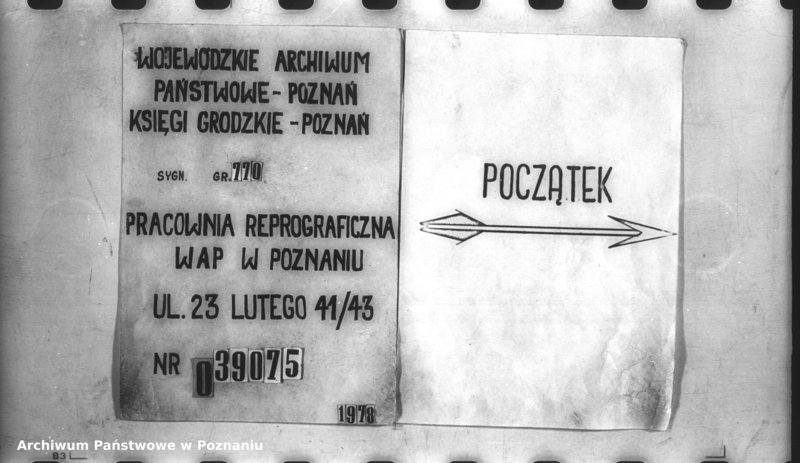 WOJEWÓDZKIE ARCHIWUM
PAŃSTWOWE - POZNAŃ
KSIĘGI GRODZKIE - POZNAŃ
SYGN. GR. 770
PRACOWNIA REPROGRAFICZNA
WAP W POZNANIU
UL. 23 LUTEGO 41/43
NR 039075
1978
POCZĄTEK
Archiwum Państwowe w Poznaniu
B3